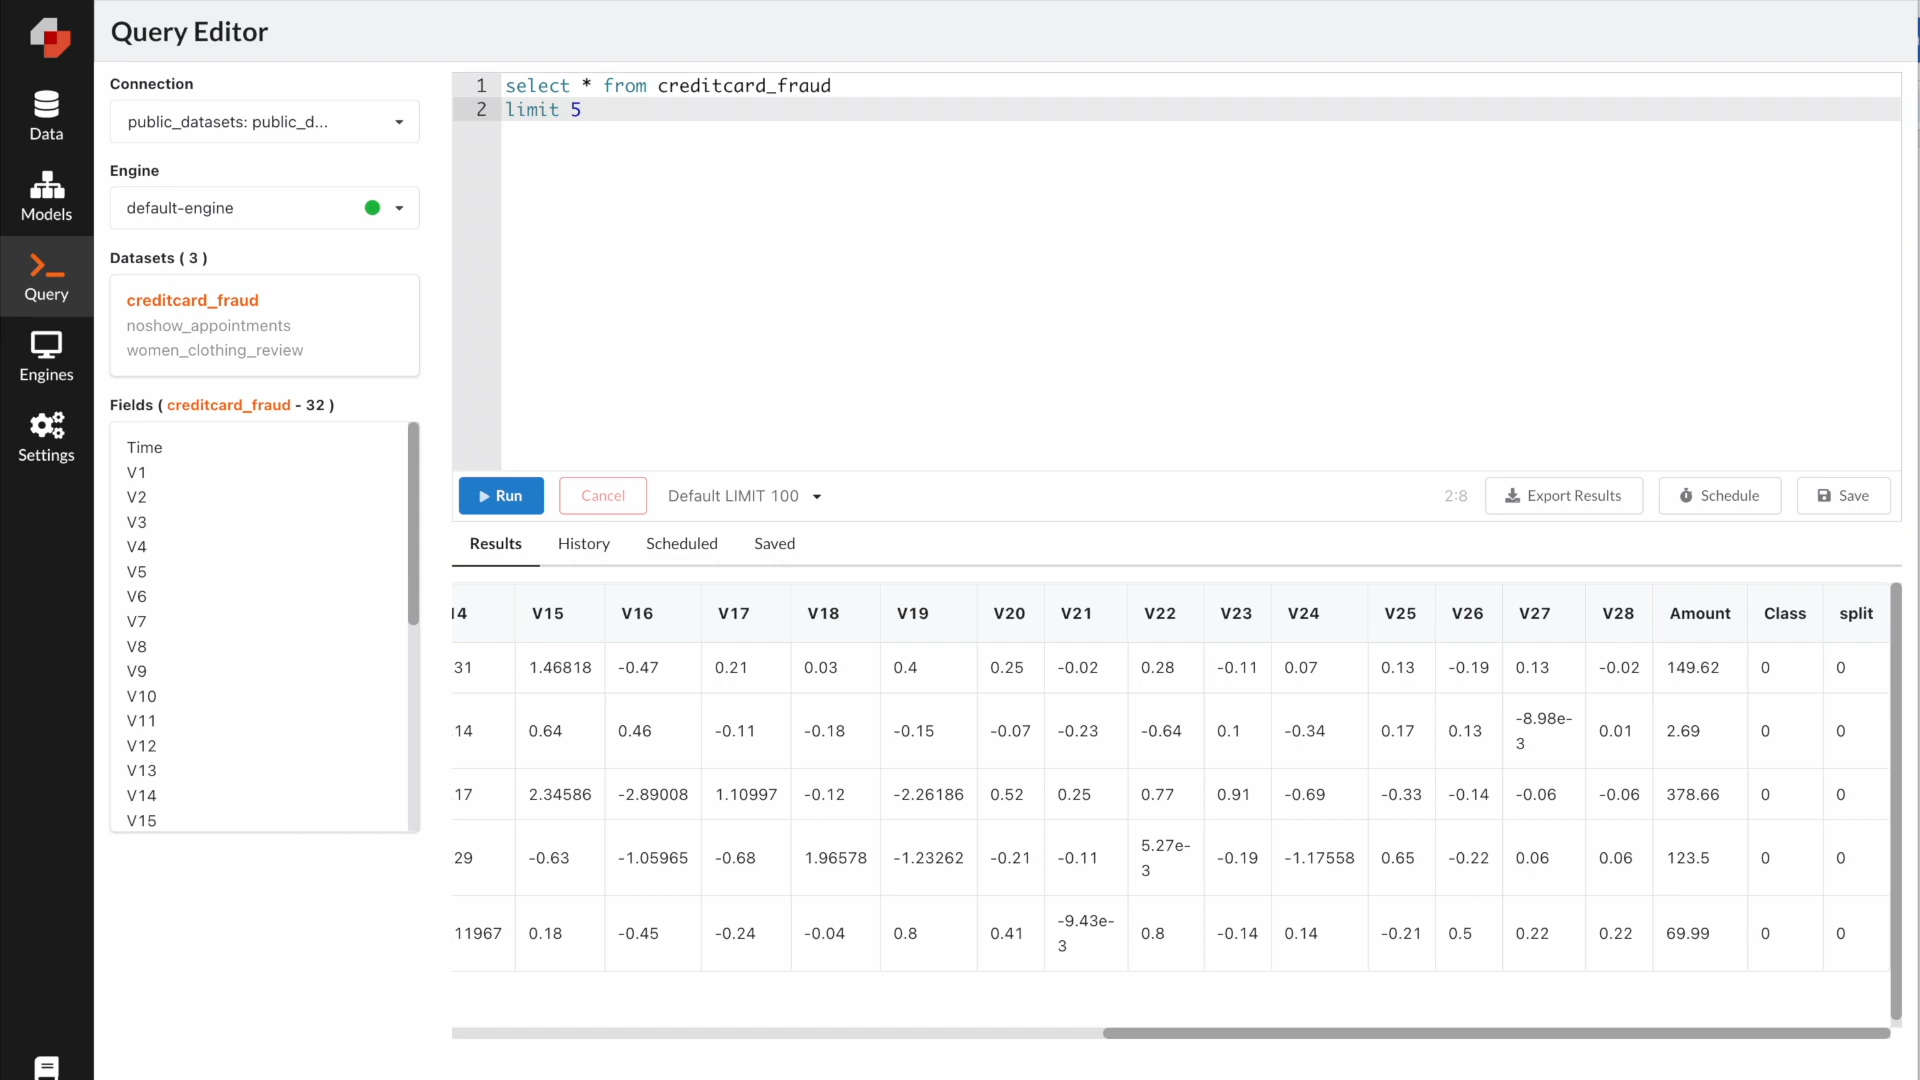 Query Editor
Data
Models
Query
Engines
Settings
Connection
public_datasets: public_d...
Engine
default-engine
Datasets ( 3 )
creditcard_fraud
noshow_appointments
women_clothing_review
Fields ( creditcard_fraud - 32 )
Time
V1
V2
V3
V4
V5
V6
V7
V8
V9
V10
V11
V12
V13
V14
V15
1 select * from creditcard_fraud
2 limit 5
Run Cancel Default LIMIT 100 2:8 Export Results Schedule Save
Results History Scheduled Saved
14 V15 V16 V17 V18 V19 V20 V21 V22 V23 V24 V25 V26 V27 V28 Amount Class split
31 1.46818 -0.47 0.21 0.03 0.4 0.25 -0.02 0.28 -0.11 0.07 0.13 -0.19 0.13 -0.02 149.62 0 0
14 0.64 0.46 -0.11 -0.18 -0.15 -0.07 -0.23 -0.64 0.1 -0.34 0.17 0.13 -8.98e-3 0.01 2.69 0 0
17 2.34586 -2.89008 1.10997 -0.12 -2.26186 0.52 0.25 0.77 0.91 -0.69 -0.33 -0.14 -0.06 -0.06 378.66 0 0
29 -0.63 -1.05965 -0.68 1.96578 -1.23262 -0.21 -0.11 5.27e-3 -0.19 -1.17558 0.65 -0.22 0.06 0.06 123.5 0 0
11967 0.18 -0.45 -0.24 -0.04 0.8 0.41 -9.43e-3 0.8 -0.14 0.14 -0.21 0.5 0.22 0.22 69.99 0 0